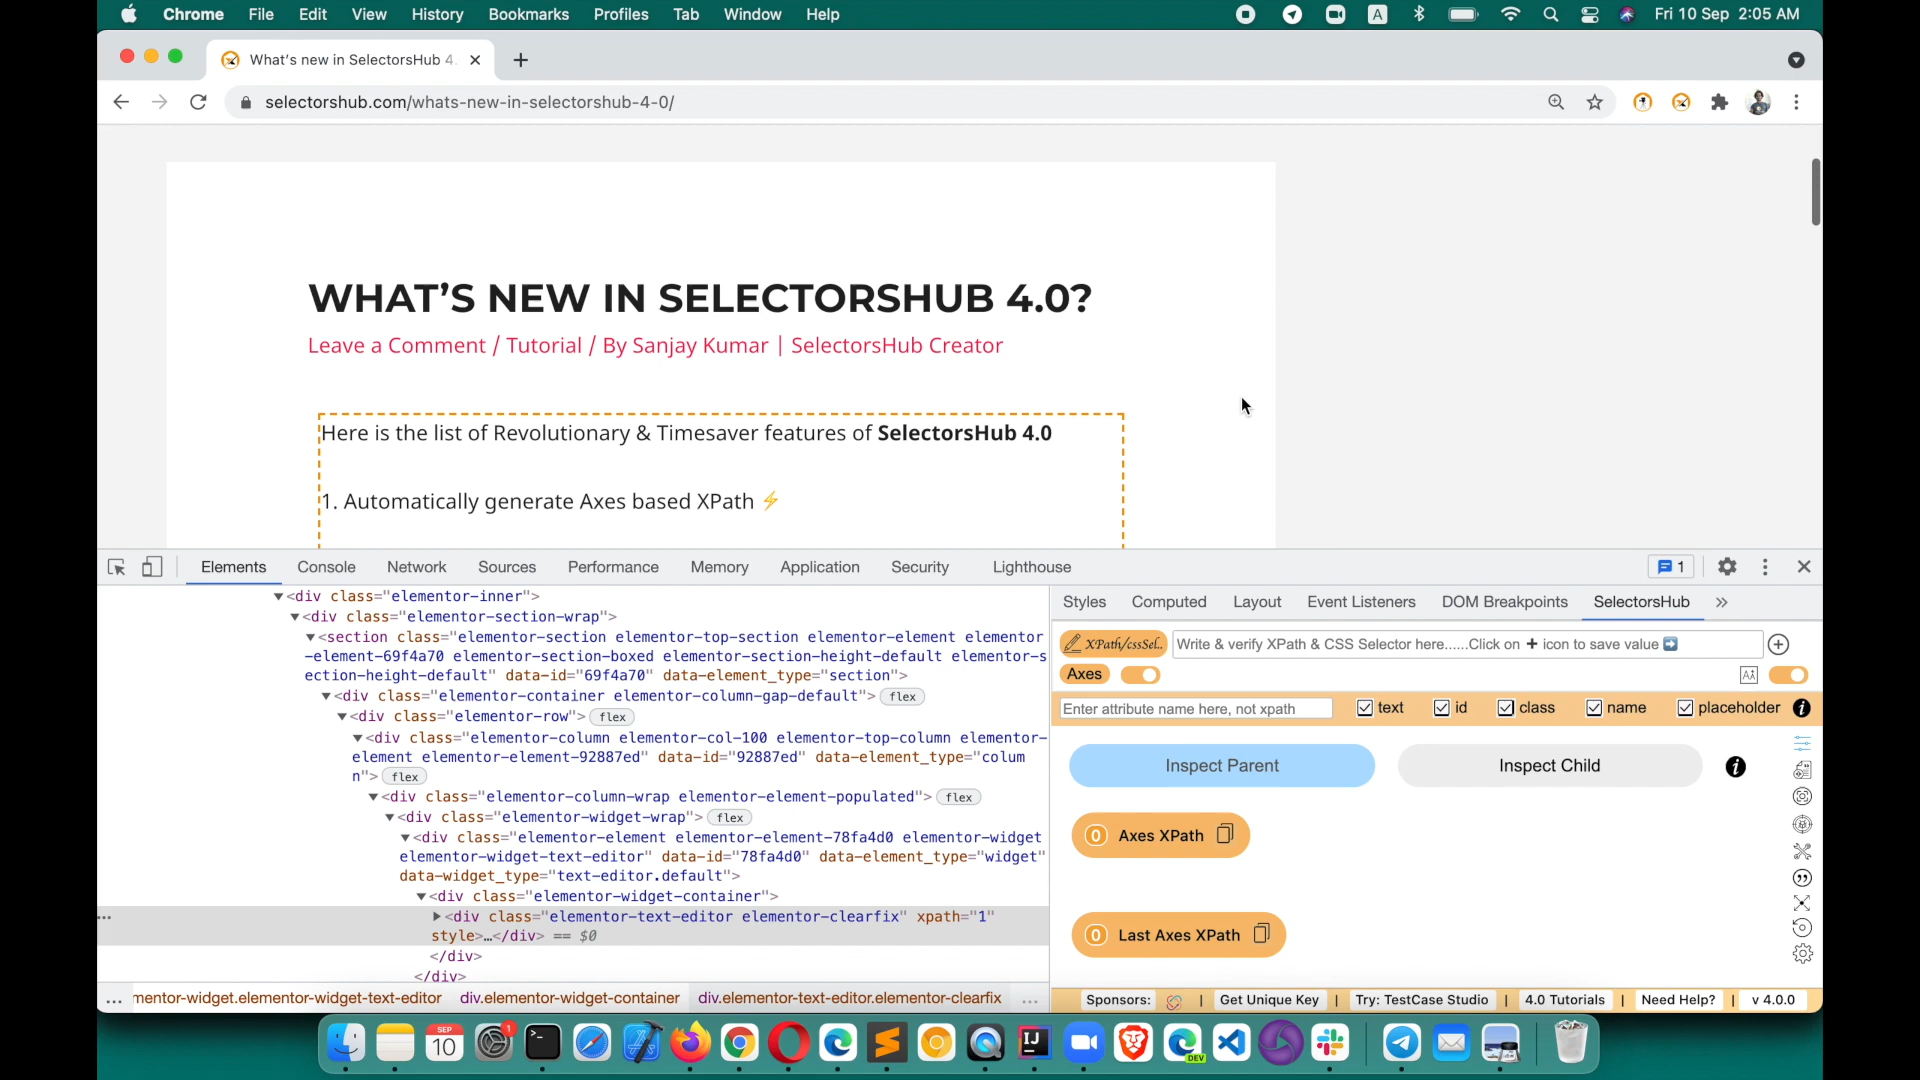 Chrome File Edit View History Bookmarks Profiles Tab Window Help
A
Fri 10 Sep 2:05 AM
What's new in SelectorsHub 4
selectorshub.com/whats-new-in-selectorshub-4-0/
WHAT'S NEW IN SELECTORSHUB 4.0?
Leave a Comment / Tutorial / By Sanjay Kumar | SelectorsHub Creator
Here is the list of Revolutionary & Timesaver features of SelectorsHub 4.0
1. Automatically generate Axes based XPath ⚡
Elements Console Network Sources Performance Memory Application Security Lighthouse
1
▼<div class="elementor-inner">
▼<div class="elementor-section-wrap">
▼<section class="elementor-section elementor-top-section elementor-element elementor
-element-69f4a70 elementor-section-boxed elementor-section-height-default elementor-s
ection-height-default" data-id="69f4a70" data-element_type="section">
▼<div class="elementor-container elementor-column-gap-default"> flex
▼<div class="elementor-row"> flex
▼<div class="elementor-column elementor-col-100 elementor-top-column elementor-
element elementor-element-92887ed" data-id="92887ed" data-element_type="colum
n"> flex
▼<div class="elementor-column-wrap elementor-element-populated"> flex
▼<div class="elementor-widget-wrap"> flex
▼<div class="elementor-element elementor-element-78fa4d0 elementor-widget
elementor-widget-text-editor" data-id="78fa4d0" data-element_type="widget"
data-widget_type="text-editor.default">
▼<div class="elementor-widget-container">
… ▶<div class="elementor-text-editor elementor-clearfix" xpath="1"
style>…</div> == $0
</div>
</div>
… mentor-widget.elementor-widget-text-editor div.elementor-widget-container div.elementor-text-editor.elementor-clearfix …
Styles Computed Layout Event Listeners DOM Breakpoints SelectorsHub »
XPath/cssSel.. Write & verify XPath & CSS Selector here......Click on + icon to save value ➡
Axes
Enter attribute name here, not xpath text id class name placeholder i
Inspect Parent Inspect Child i
0 Axes XPath
0 Last Axes XPath
Sponsors: | Get Unique Key | Try: TestCase Studio | 4.0 Tutorials | Need Help? | v 4.0.0
SEP
10
1
IJ
DEV